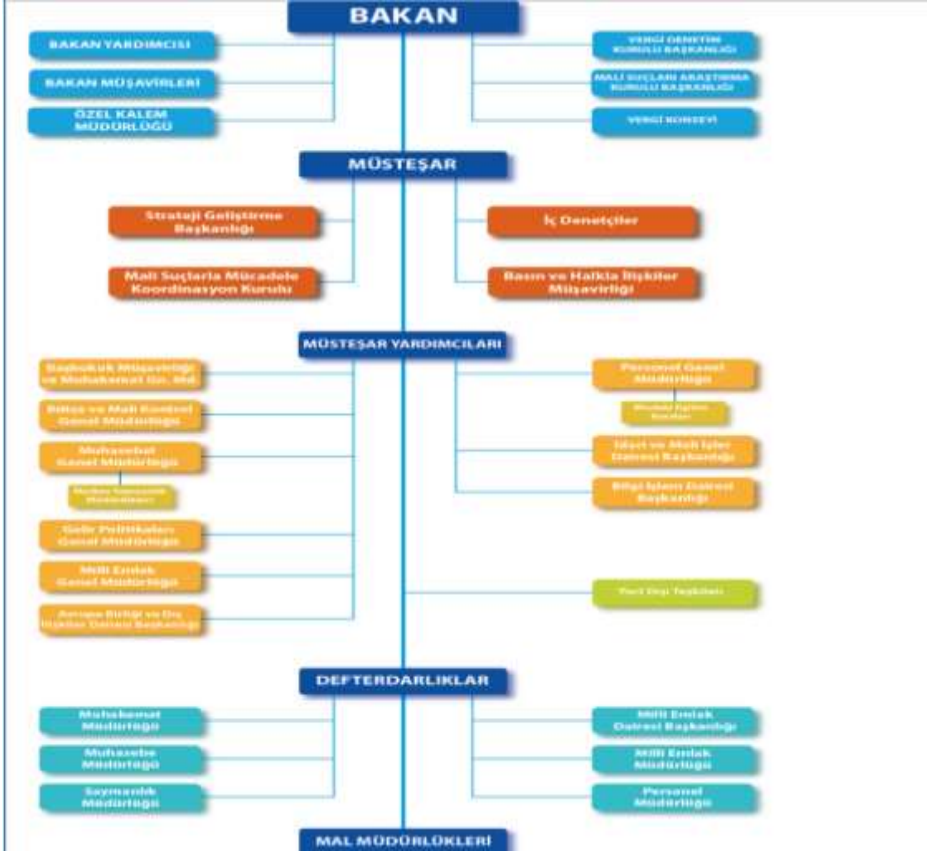 BAKAN
BAKAN YARDIMCISI
BAKAN MÜŞAVİRLERİ
ÖZEL KALEM
MÜDÜRLÜĞÜ
VERGİ DENETİM
KURULU BAŞKANLIĞI
MALİ SUÇLARI ARAŞTIRMA
KURULU BAŞKANLIĞI
VERGİ KONSEYİ
MÜSTEŞAR
Strateji Geliştirme
Başkanlığı
Mali Suçlarla Mücadele
Koordinasyon Kurulu
İç Denetçiler
Basın ve Halkla İlişkiler
Müşavirliği
MÜSTEŞAR YARDIMCILARI
Başhukuk Müşavirliği
ve Muhakemat Gn. Md.
Bütçe ve Mali Kontrol
Genel Müdürlüğü
Muhasebat
Genel Müdürlüğü
Gelir Politikaları
Genel Müdürlüğü
Milli Emlak
Genel Müdürlüğü
Avrupa Birliği ve Dış
İlişkiler Dairesi Başkanlığı
Personel Genel
Müdürlüğü
İdari ve Mali İşler
Dairesi Başkanlığı
Bilgi İşlem Dairesi
Başkanlığı
Yurt Dışı Teşkilatı
DEFTERDARLIKLAR
Muhakemat
Müdürlüğü
Muhasebe
Müdürlüğü
Saymanlık
Müdürlüğü
Milli Emlak
Dairesi Başkanlığı
Milli Emlak
Müdürlüğü
Personel
Müdürlüğü
MAL MÜDÜRLÜKLERİ